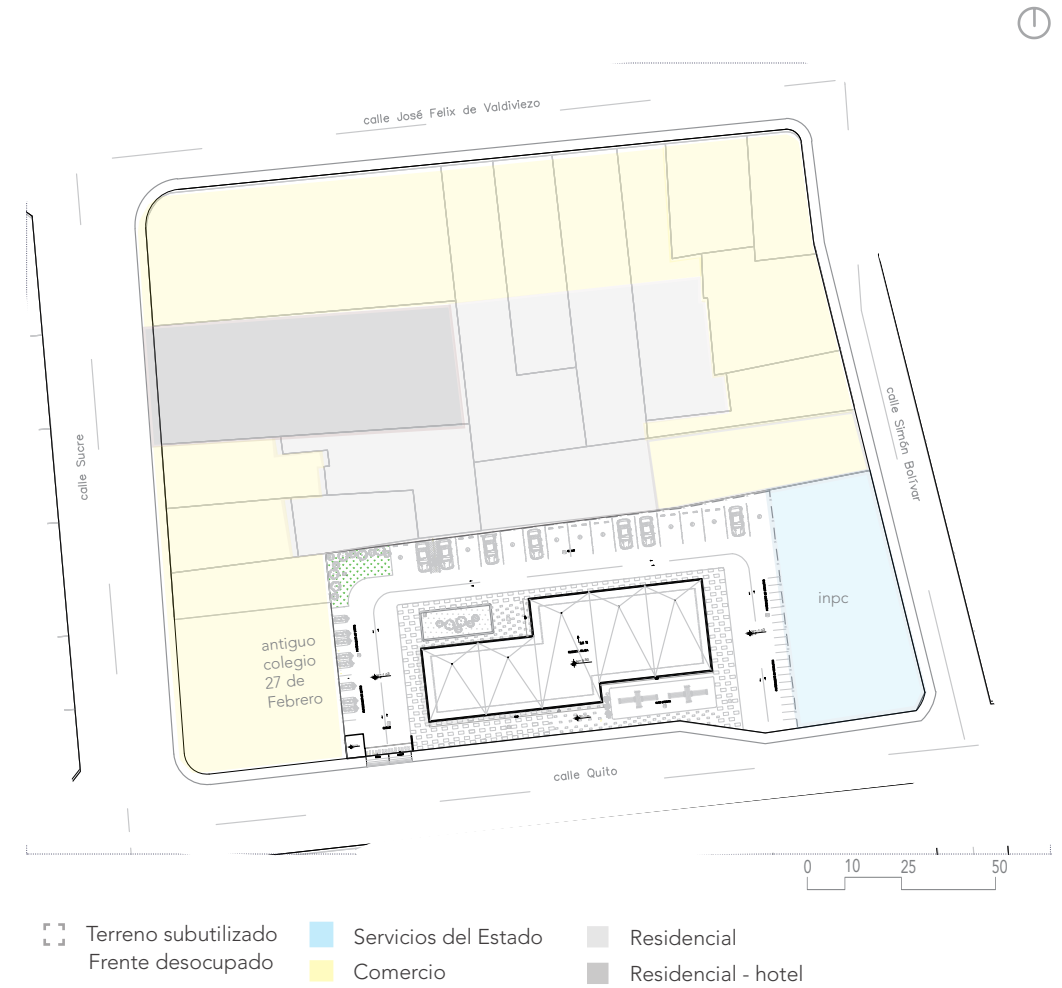 calle José Felix de Valdiviezo
calle Sucre
calle Simón Bolívar
inpc
antiguo
colegio
27 de
Febrero
calle Quito
0 10 25 50
Terreno subutilizado
Frente desocupado
Servicios del Estado
Comercio
Residencial
Residencial - hotel